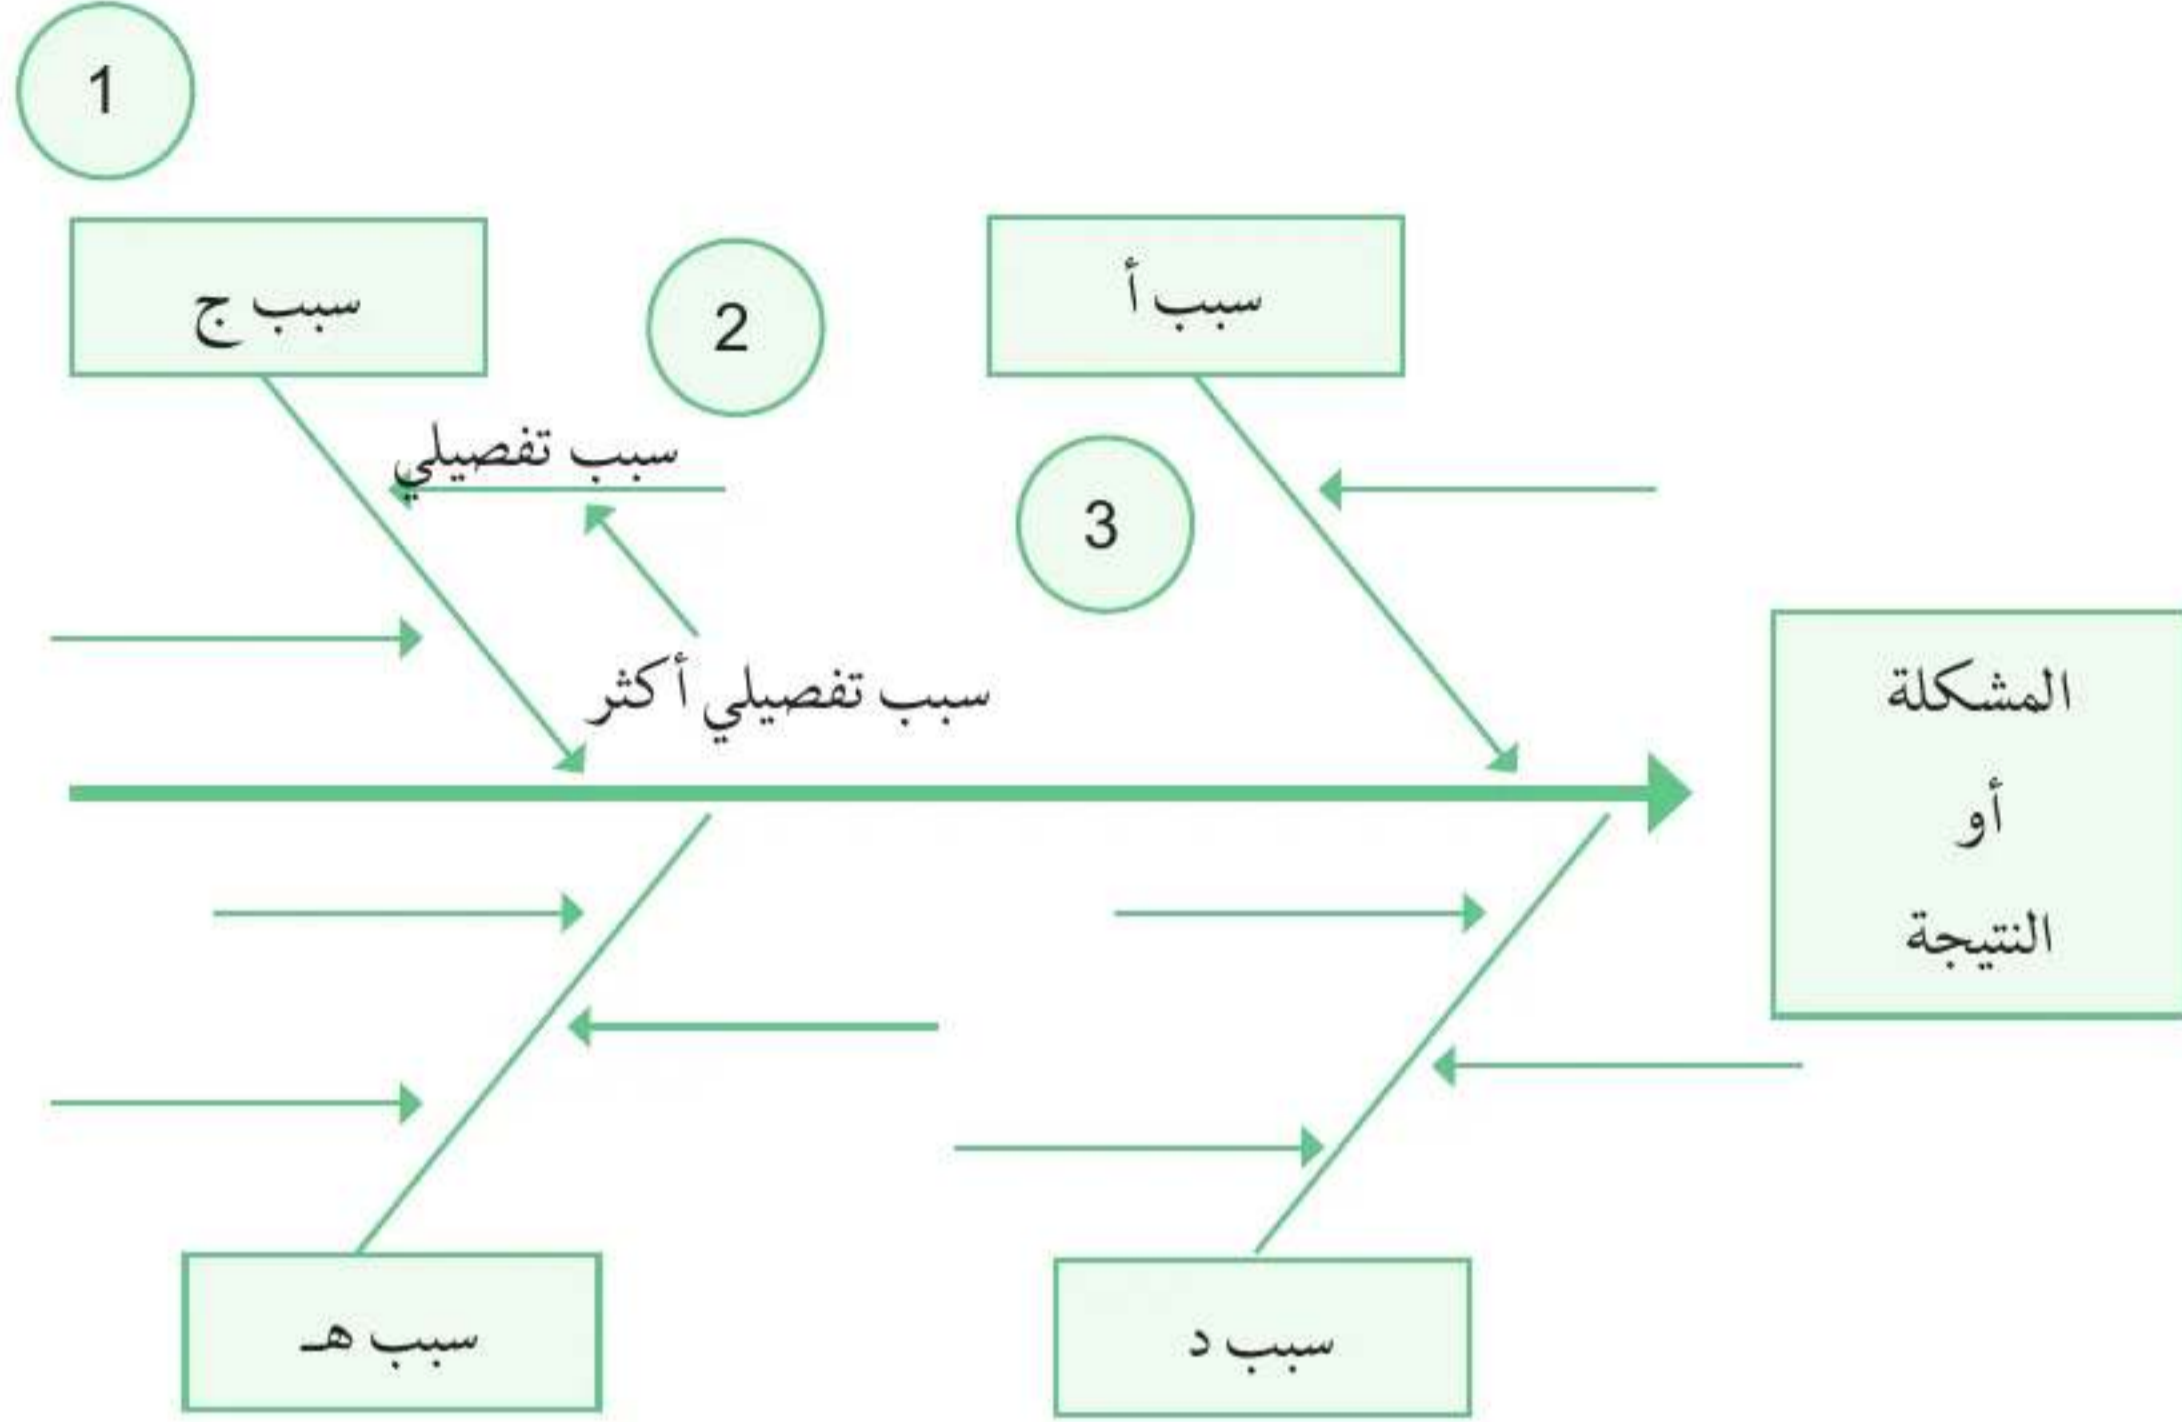 1
سبب أ
2
سبب ج
سبب تفصيلي
3
سبب تفصيلي أكثر
المشكلة
أو
النتيجة
سبب د
سبب هـ